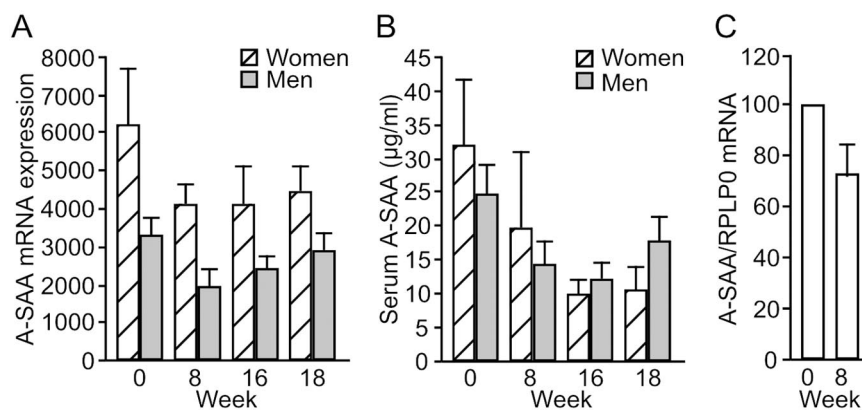 A
A-SAA mRNA expression
8000
7000
6000
5000
4000
3000
2000
1000
0
Women
Men
0 8 16 18
Week
B
Serum A-SAA (µg/ml)
45
40
35
30
25
20
15
10
5
0
Women
Men
0 8 16 18
Week
C
A-SAA/RPLP0 mRNA
120
100
80
60
40
20
0
0 8
Week